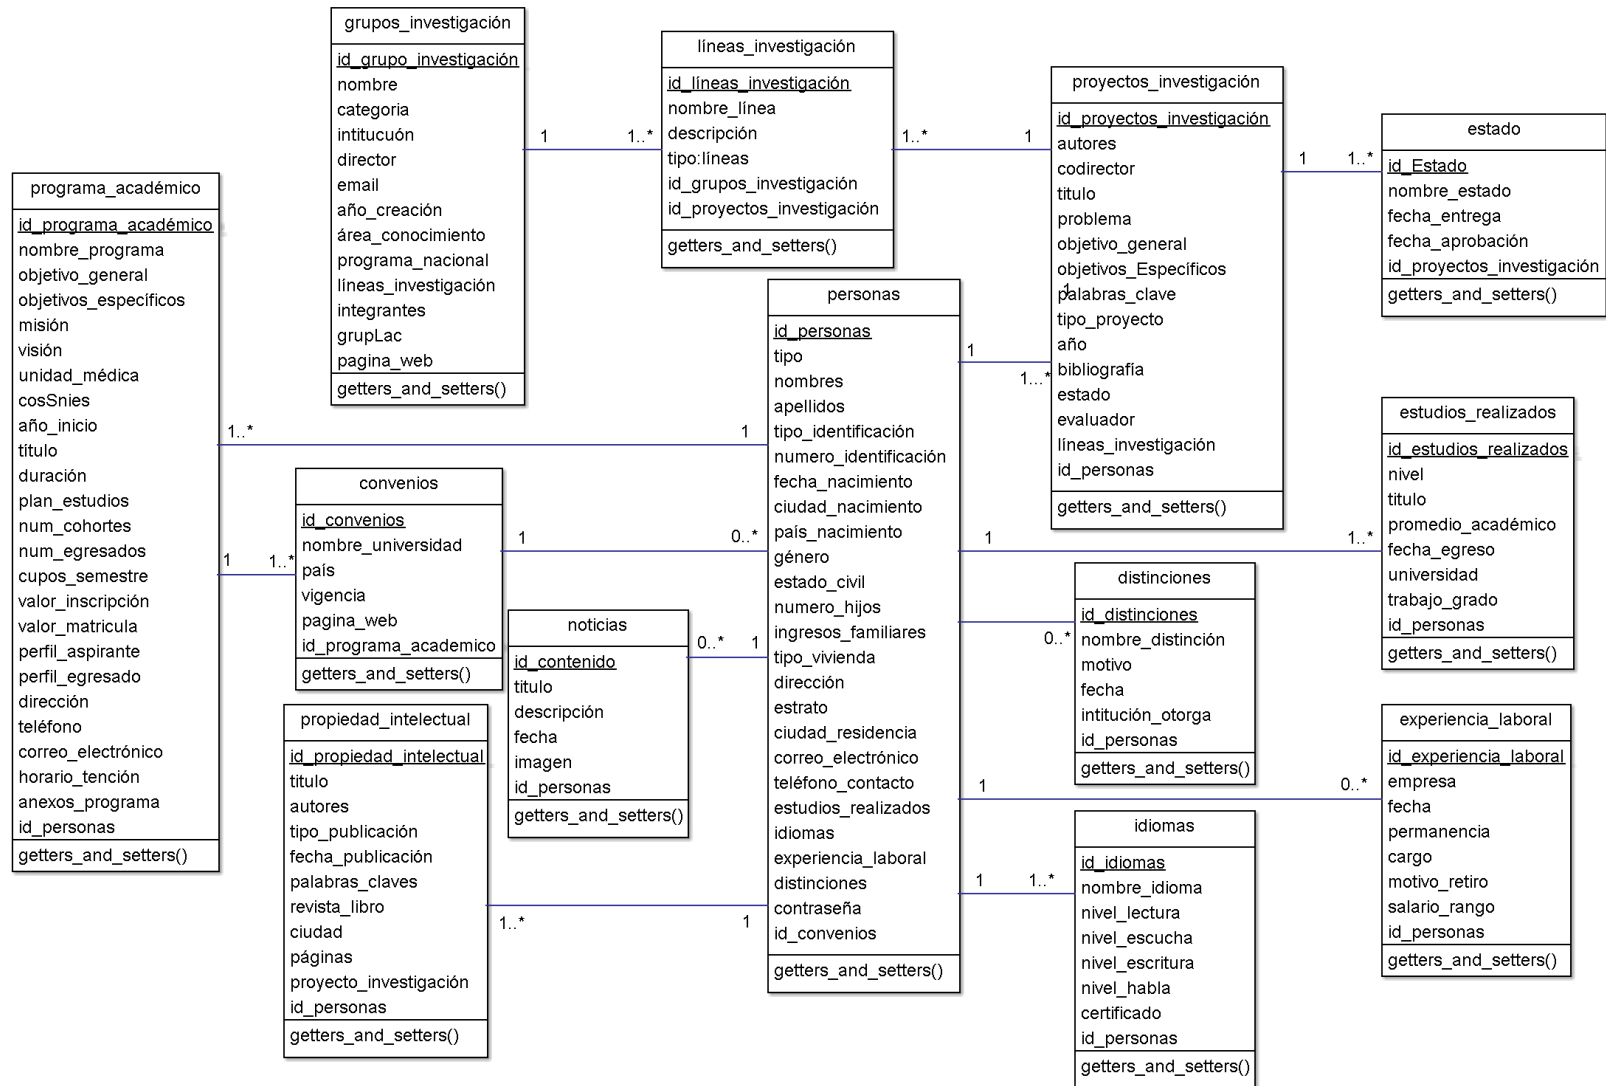 grupos_investigación
id_grupo_investigación
nombre
categoria
intitucuón
director
email
año_creación
área_conocimiento
programa_nacional
líneas_investigación
integrantes
grupLac
pagina_web
getters_and_setters()
1
1..*
líneas_investigación
id_líneas_investigación
nombre_línea
descripción
tipo:líneas
id_grupos_investigación
id_proyectos_investigación
getters_and_setters()
1..*
1
proyectos_investigación
id_proyectos_investigación
autores
codirector
titulo
problema
objetivo_general
objetivos_Específicos
1
palabras_clave
tipo_proyecto
año
bibliografía
estado
evaluador
líneas_investigación
id_personas
getters_and_setters()
1
1..*
estado
id_Estado
nombre_estado
fecha_entrega
fecha_aprobación
id_proyectos_investigación
getters_and_setters()
programa_académico
id_programa_académico
nombre_programa
objetivo_general
objetivos_específicos
misión
visión
unidad_médica
cosSnies
año_inicio
título
duración
plan_estudios
num_cohortes
num_egresados
cupos_semestre
valor_inscripción
valor_matricula
perfil_aspirante
perfil_egresado
dirección
teléfono
correo_electrónico
horario_tención
anexos_programa
id_personas
getters_and_setters()
1..*
1
1
1..*
convenios
id_convenios
nombre_universidad
país
vigencia
pagina_web
id_programa_academico
getters_and_setters()
1
0..*
noticias
id_contenido
titulo
descripción
fecha
imagen
id_personas
getters_and_setters()
0..*
1
propiedad_intelectual
id_propiedad_intelectual
titulo
autores
tipo_publicación
fecha_publicación
palabras_claves
revista_libro
ciudad
páginas
proyecto_investigación
id_personas
getters_and_setters()
1..*
1
personas
id_personas
tipo
nombres
apellidos
tipo_identificación
numero_identificación
fecha_nacimiento
ciudad_nacimiento
país_nacimiento
género
estado_civil
numero_hijos
ingresos_familiares
tipo_vivienda
dirección
estrato
ciudad_residencia
correo_electrónico
teléfono_contacto
estudios_realizados
idiomas
experiencia_laboral
distinciones
contraseña
id_convenios
getters_and_setters()
1
1...*
1
1..*
estudios_realizados
id_estudios_realizados
nivel
titulo
promedio_académico
fecha_egreso
universidad
trabajo_grado
id_personas
getters_and_setters()
0..*
distinciones
id_distinciones
nombre_distinción
motivo
fecha
intitución_otorga
id_personas
getters_and_setters()
1
0..*
experiencia_laboral
id_experiencia_laboral
empresa
fecha
permanencia
cargo
motivo_retiro
salario_rango
id_personas
getters_and_setters()
1
1..*
idiomas
id_idiomas
nombre_idioma
nivel_lectura
nivel_escucha
nivel_escritura
nivel_habla
certificado
id_personas
getters_and_setters()